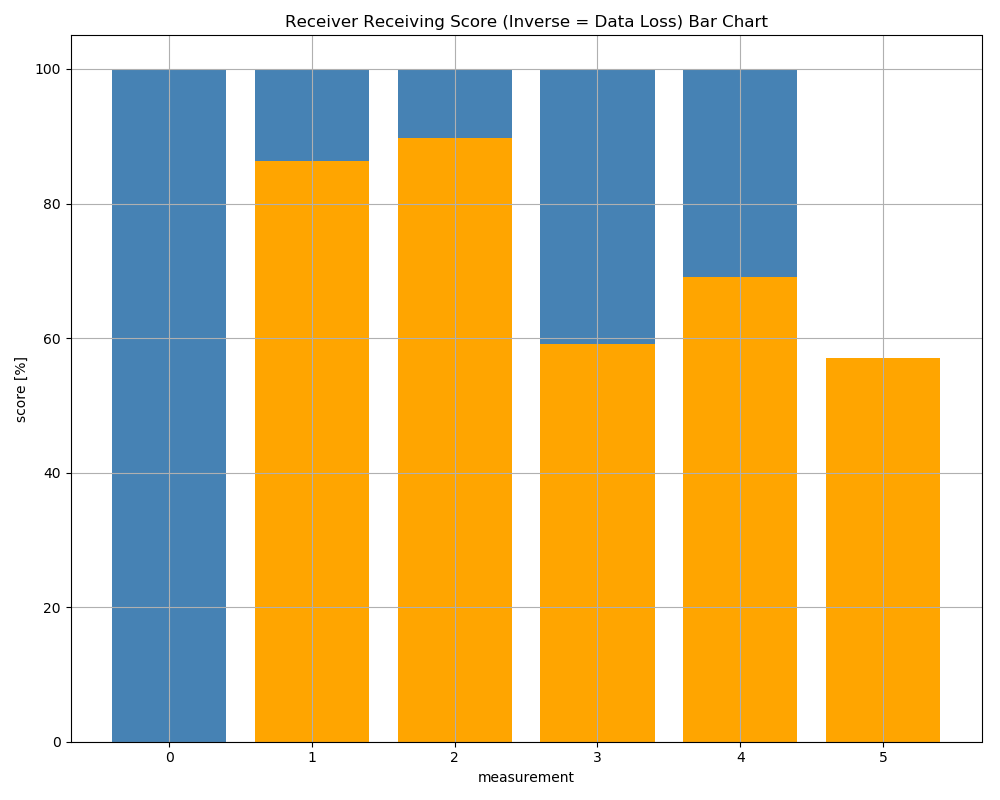 Receiver Receiving Score (Inverse = Data Loss) Bar Chart
100
80
60
40
20
0
score [%]
0 1 2 3 4 5
measurement